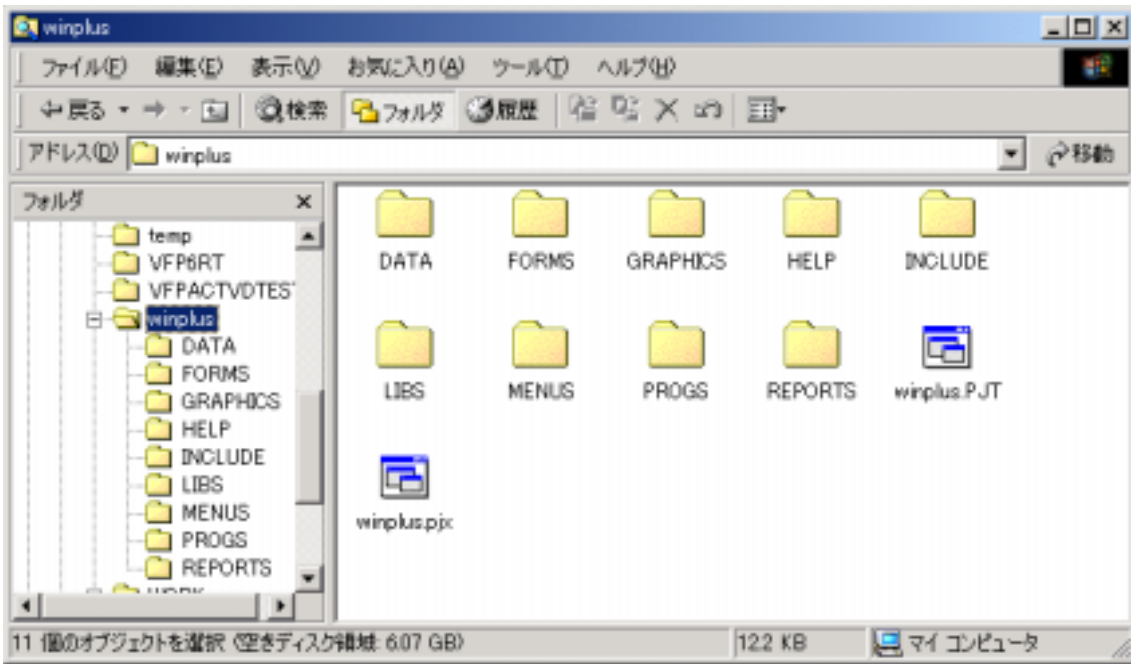 winplus
ファイル(F) 編集(E) 表示(V) お気に入り(A) ツール(T) ヘルプ(H)
戻る 検索 フォルダ 履歴
アドレス(D) winplus 移動
フォルダ
temp
VFP6RT
VFPACTVDTES
winplus
DATA
FORMS
GRAPHICS
HELP
INCLUDE
LIBS
MENUS
PROGS
REPORTS
DATA FORMS GRAPHICS HELP INCLUDE
LIBS MENUS PROGS REPORTS winplus.PJT
winplus.pjx
11 個のオブジェクトを選択 (空きディスク領域: 6.07 GB) 12.2 KB マイ コンピュータ